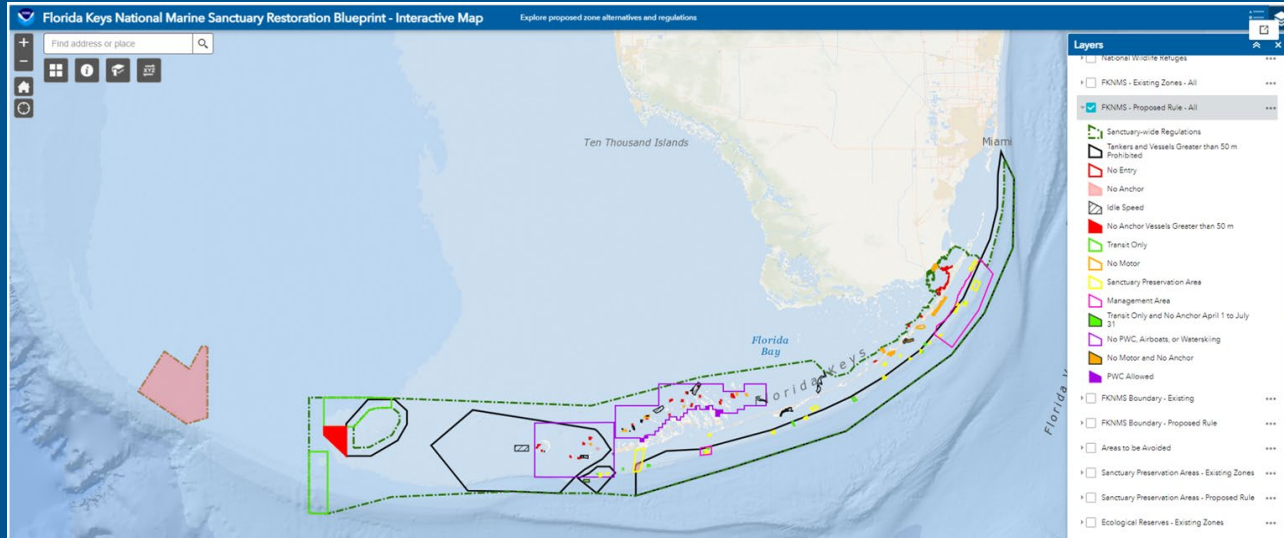 Florida Keys National Marine Sanctuary Restoration Blueprint - Interactive Map
Explore proposed zone alternatives and regulations
+
−
Find address or place
XYZ
Ten Thousand Islands
Miami
Florida
Bay
Florida Keys
Florida
Layers
National Wildlife Refuges
FKNMS - Existing Zones - All
FKNMS - Proposed Rule - All
Sanctuary-wide Regulations
Tankers and Vessels Greater than 50 m
Prohibited
No Entry
No Anchor
Idle Speed
No Anchor Vessels Greater than 50 m
Transit Only
No Motor
Sanctuary Preservation Area
Management Area
Transit Only and No Anchor April 1 to July
31
No PWC, Airboats, or Waterskiing
No Motor and No Anchor
PWC Allowed
FKNMS Boundary - Existing
FKNMS Boundary - Proposed Rule
Areas to be Avoided
Sanctuary Preservation Areas - Existing Zones
Sanctuary Preservation Areas - Proposed Rule
Ecological Reserves - Existing Zones